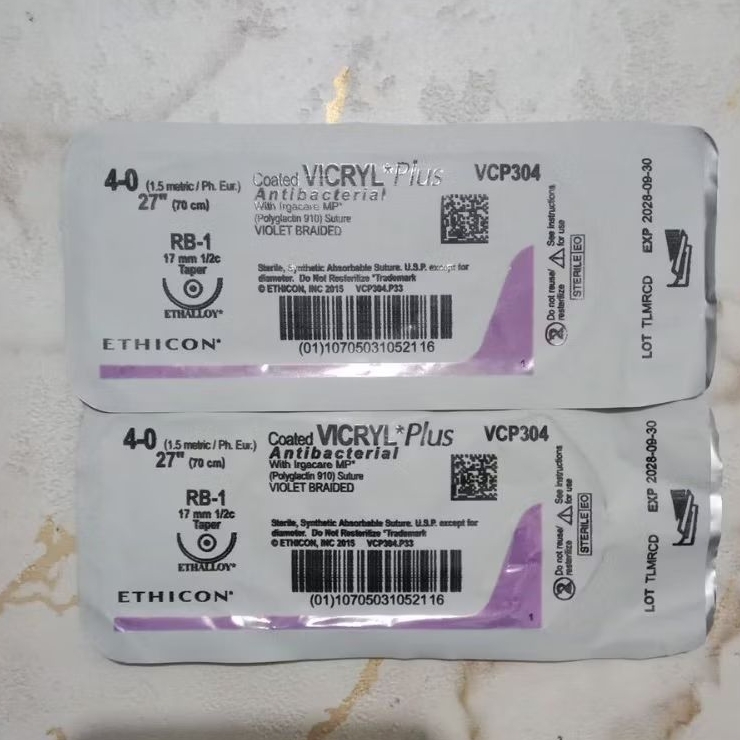 4-0 (1.5 metric / Ph. Eur.)
27" (70 cm)
RB-1
17 mm 1/2c
Taper
ETHALLOY*
ETHICON*
Coated VICRYL* Plus VCP304
Antibacterial
With Irgacare MP*
(Polyglactin 910) Suture
VIOLET BRAIDED
Sterile, Synthetic Absorbable Suture. U.S.P. except for
diameter. Do Not Resterilize *Trademark
© ETHICON, INC 2015 VCP304.P33
(01)10705031052116
1
2 Do not reuse/
resterilize
See instructions
for use
STERILE EO
LOT TLMRCD EXP 2028-09-30
4-0 (1.5 metric / Ph. Eur.)
27" (70 cm)
RB-1
17 mm 1/2c
Taper
ETHALLOY*
ETHICON*
Coated VICRYL* Plus VCP304
Antibacterial
With Irgacare MP*
(Polyglactin 910) Suture
VIOLET BRAIDED
Sterile, Synthetic Absorbable Suture. U.S.P. except for
diameter. Do Not Resterilize *Trademark
© ETHICON, INC 2015 VCP304.P33
(01)10705031052116
1
2 Do not reuse/
resterilize
See instructions
for use
STERILE EO
LOT TLMRCD EXP 2028-09-30